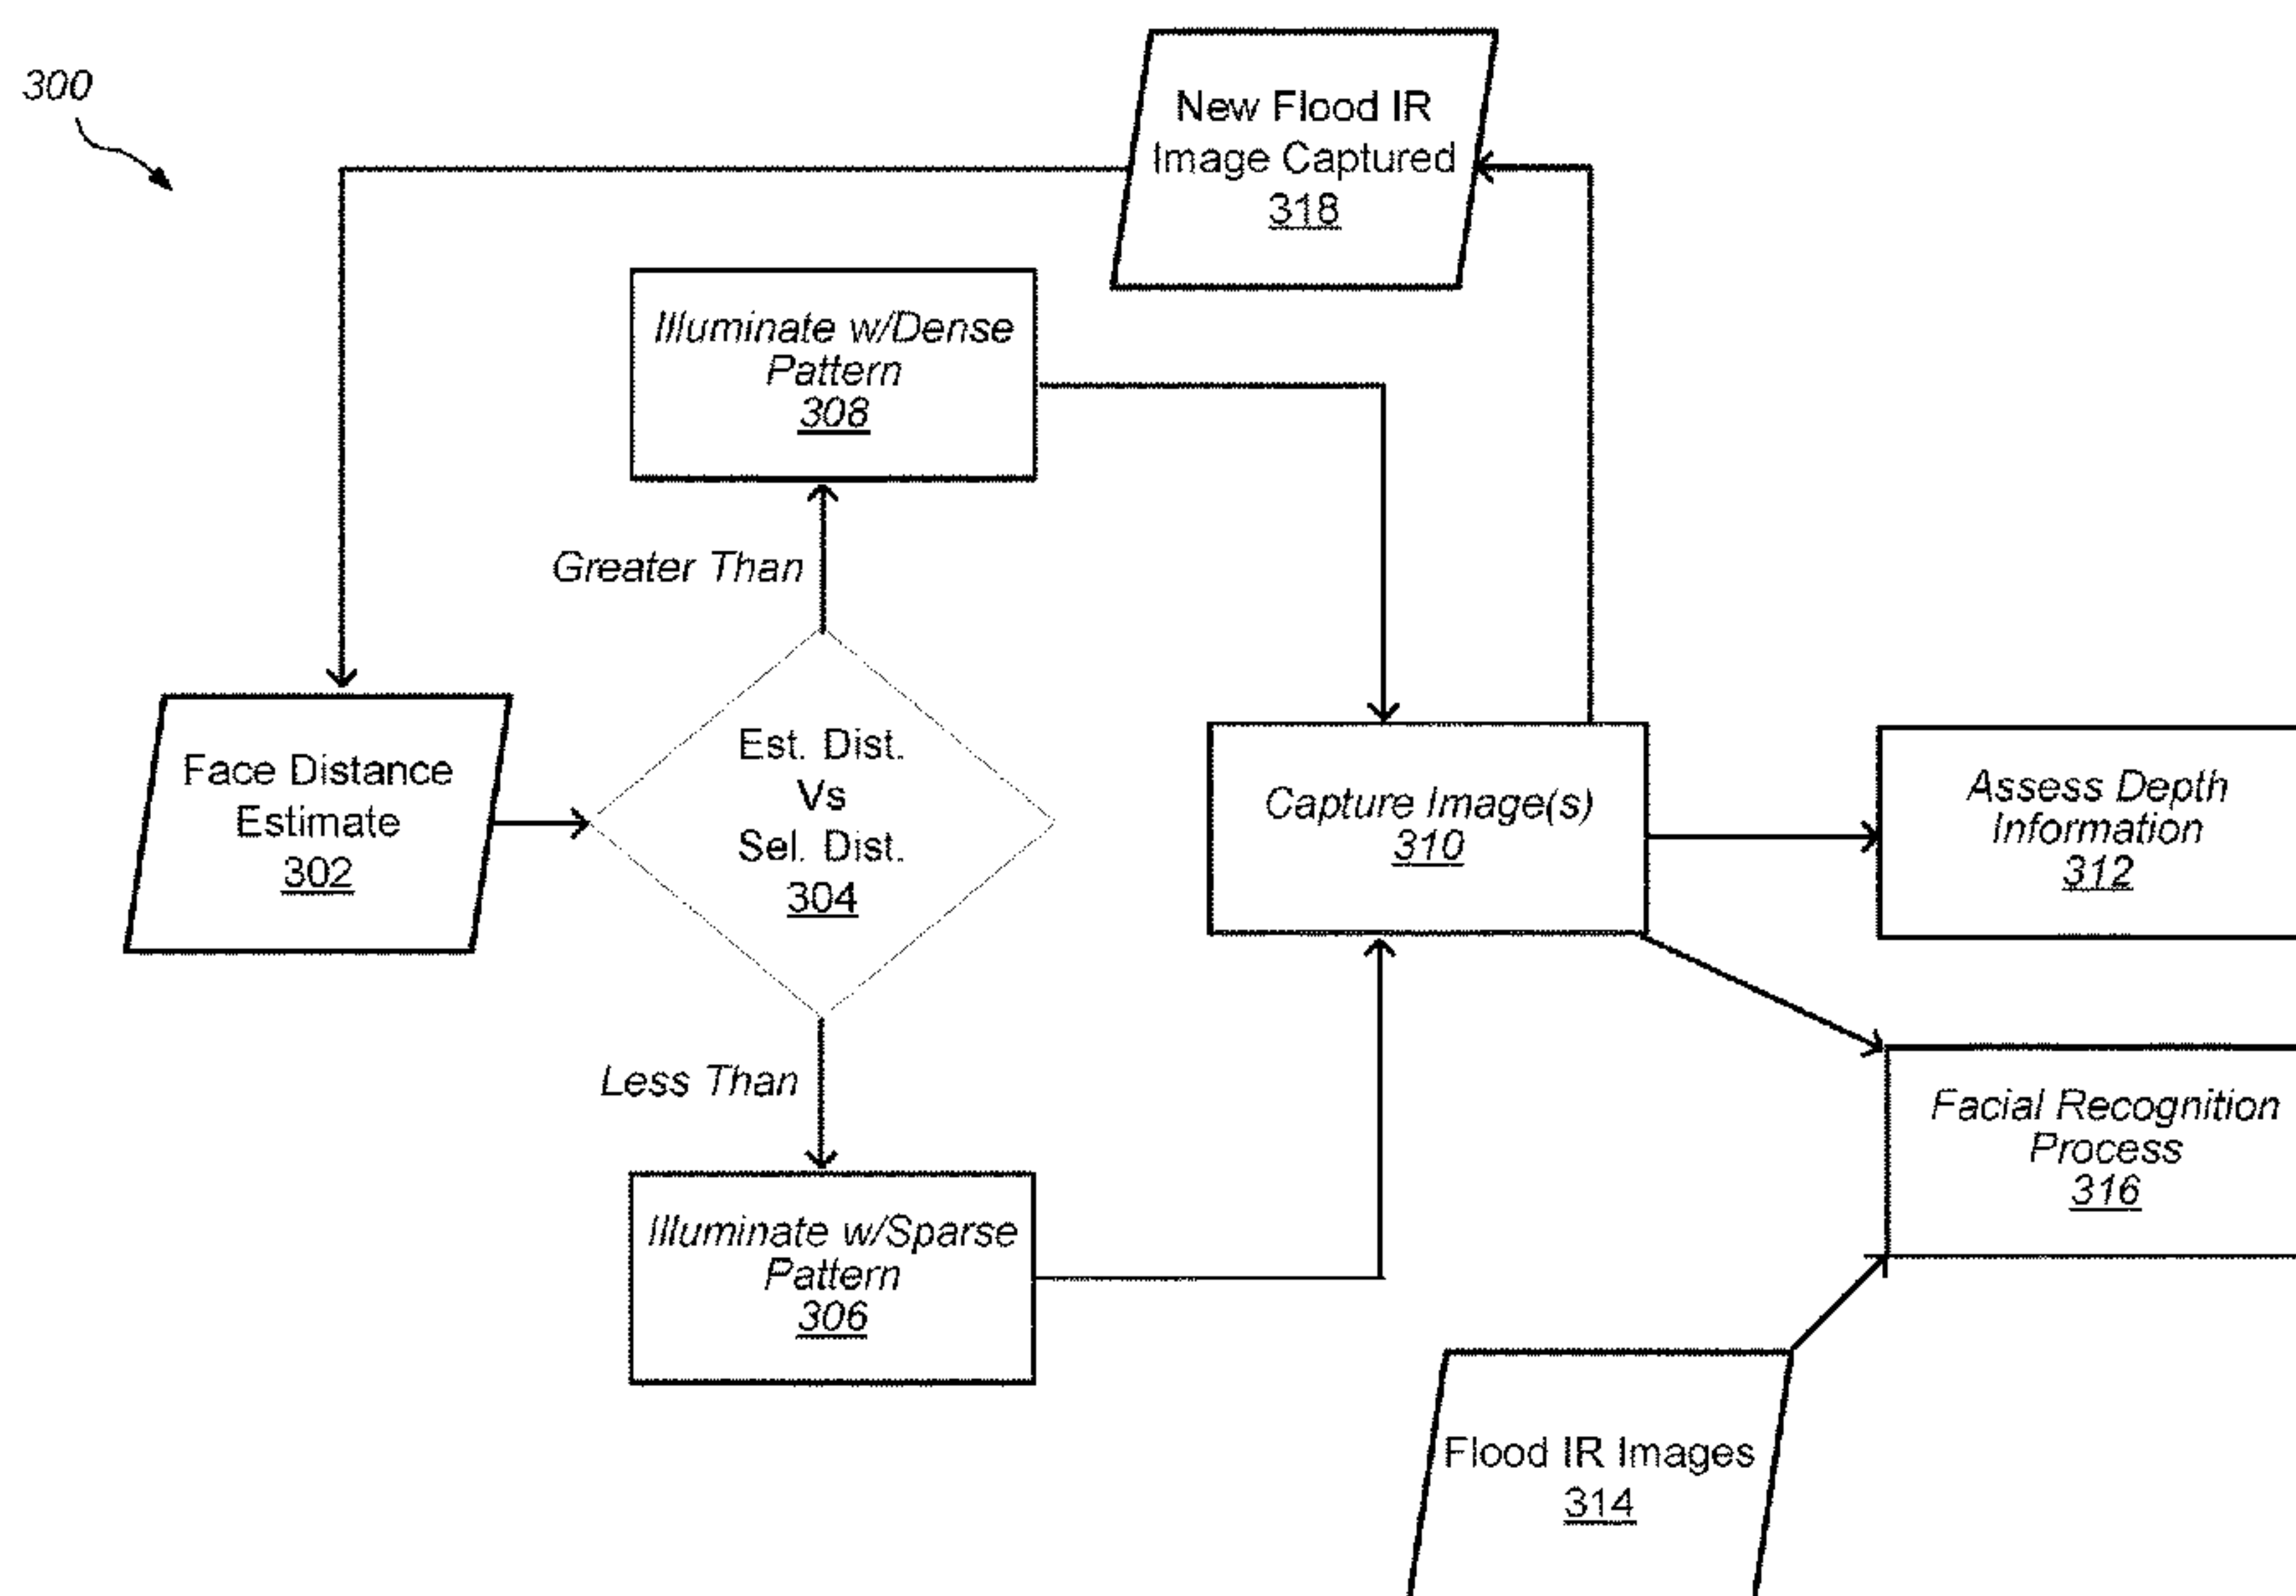 300
New Flood IR
Image Captured
318
Illuminate w/Dense
Pattern
308
Greater Than
Face Distance
Estimate
302
Est. Dist.
Vs
Sel. Dist.
304
Capture Image(s)
310
Assess Depth
Information
312
Less Than
Facial Recognition
Process
316
Illuminate w/Sparse
Pattern
306
Flood IR Images
314